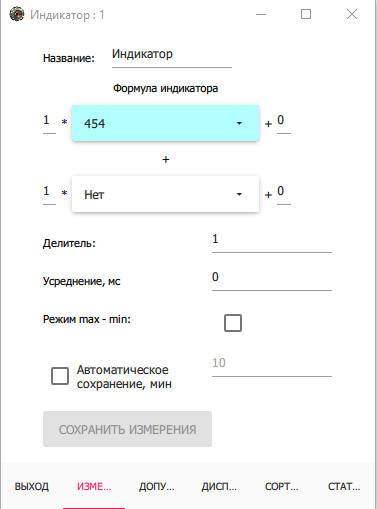 Индикатор : 1
Название: Индикатор
Формула индикатора
1 * 454 + 0
+
1 * Нет + 0
Делитель: 1
Усреднение, мс 0
Режим max - min:
Автоматическое
сохранение, мин 10
СОХРАНИТЬ ИЗМЕРЕНИЯ
ВЫХОД ИЗМЕ... ДОПУ... ДИСП... СОРТ... СТАТ...